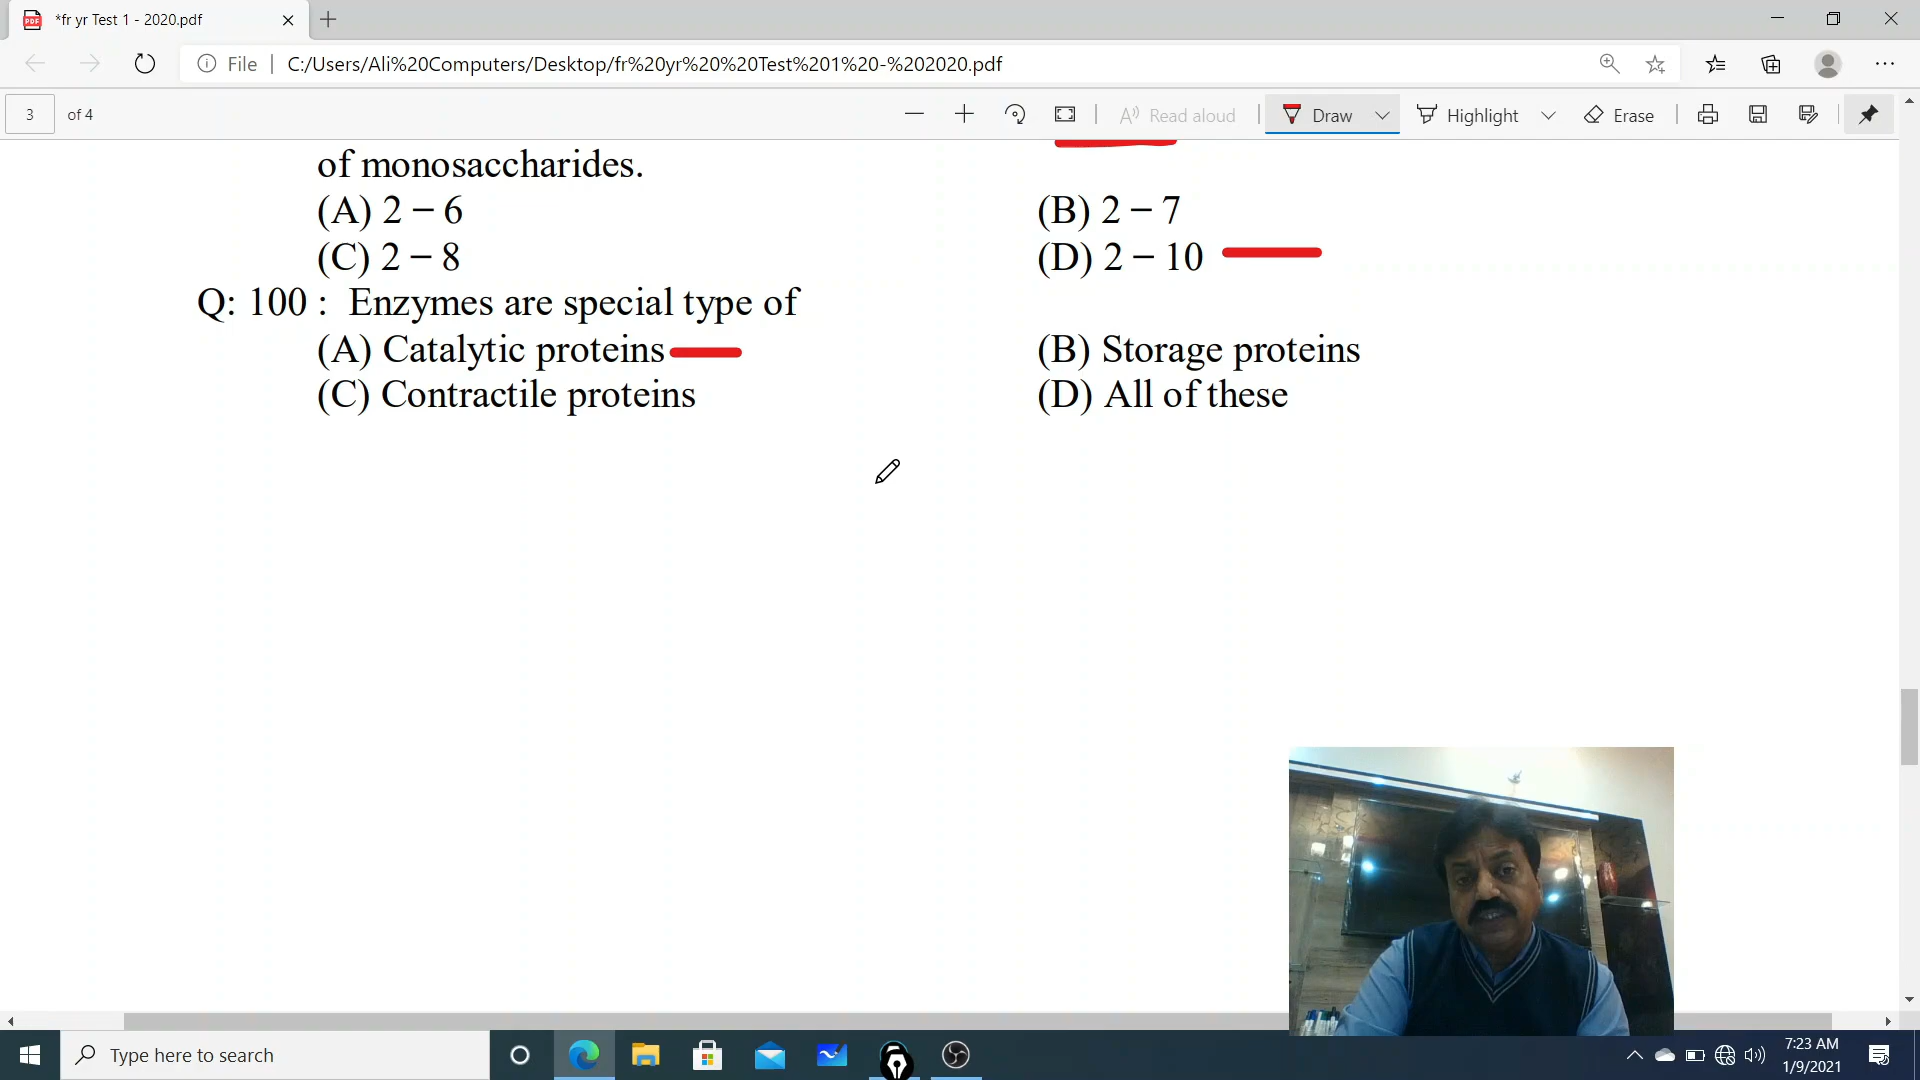 *fr yr Test 1 - 2020.pdf
File | C:/Users/Ali%20Computers/Desktop/fr%20yr%20%20Test%201%20-%202020.pdf
3 of 4 Read aloud Draw Highlight Erase
of monosaccharides.
(A) 2 – 6 (B) 2 – 7
(C) 2 – 8 (D) 2 – 10
Q: 100 : Enzymes are special type of
(A) Catalytic proteins (B) Storage proteins
(C) Contractile proteins (D) All of these
Type here to search
7:23 AM
1/9/2021